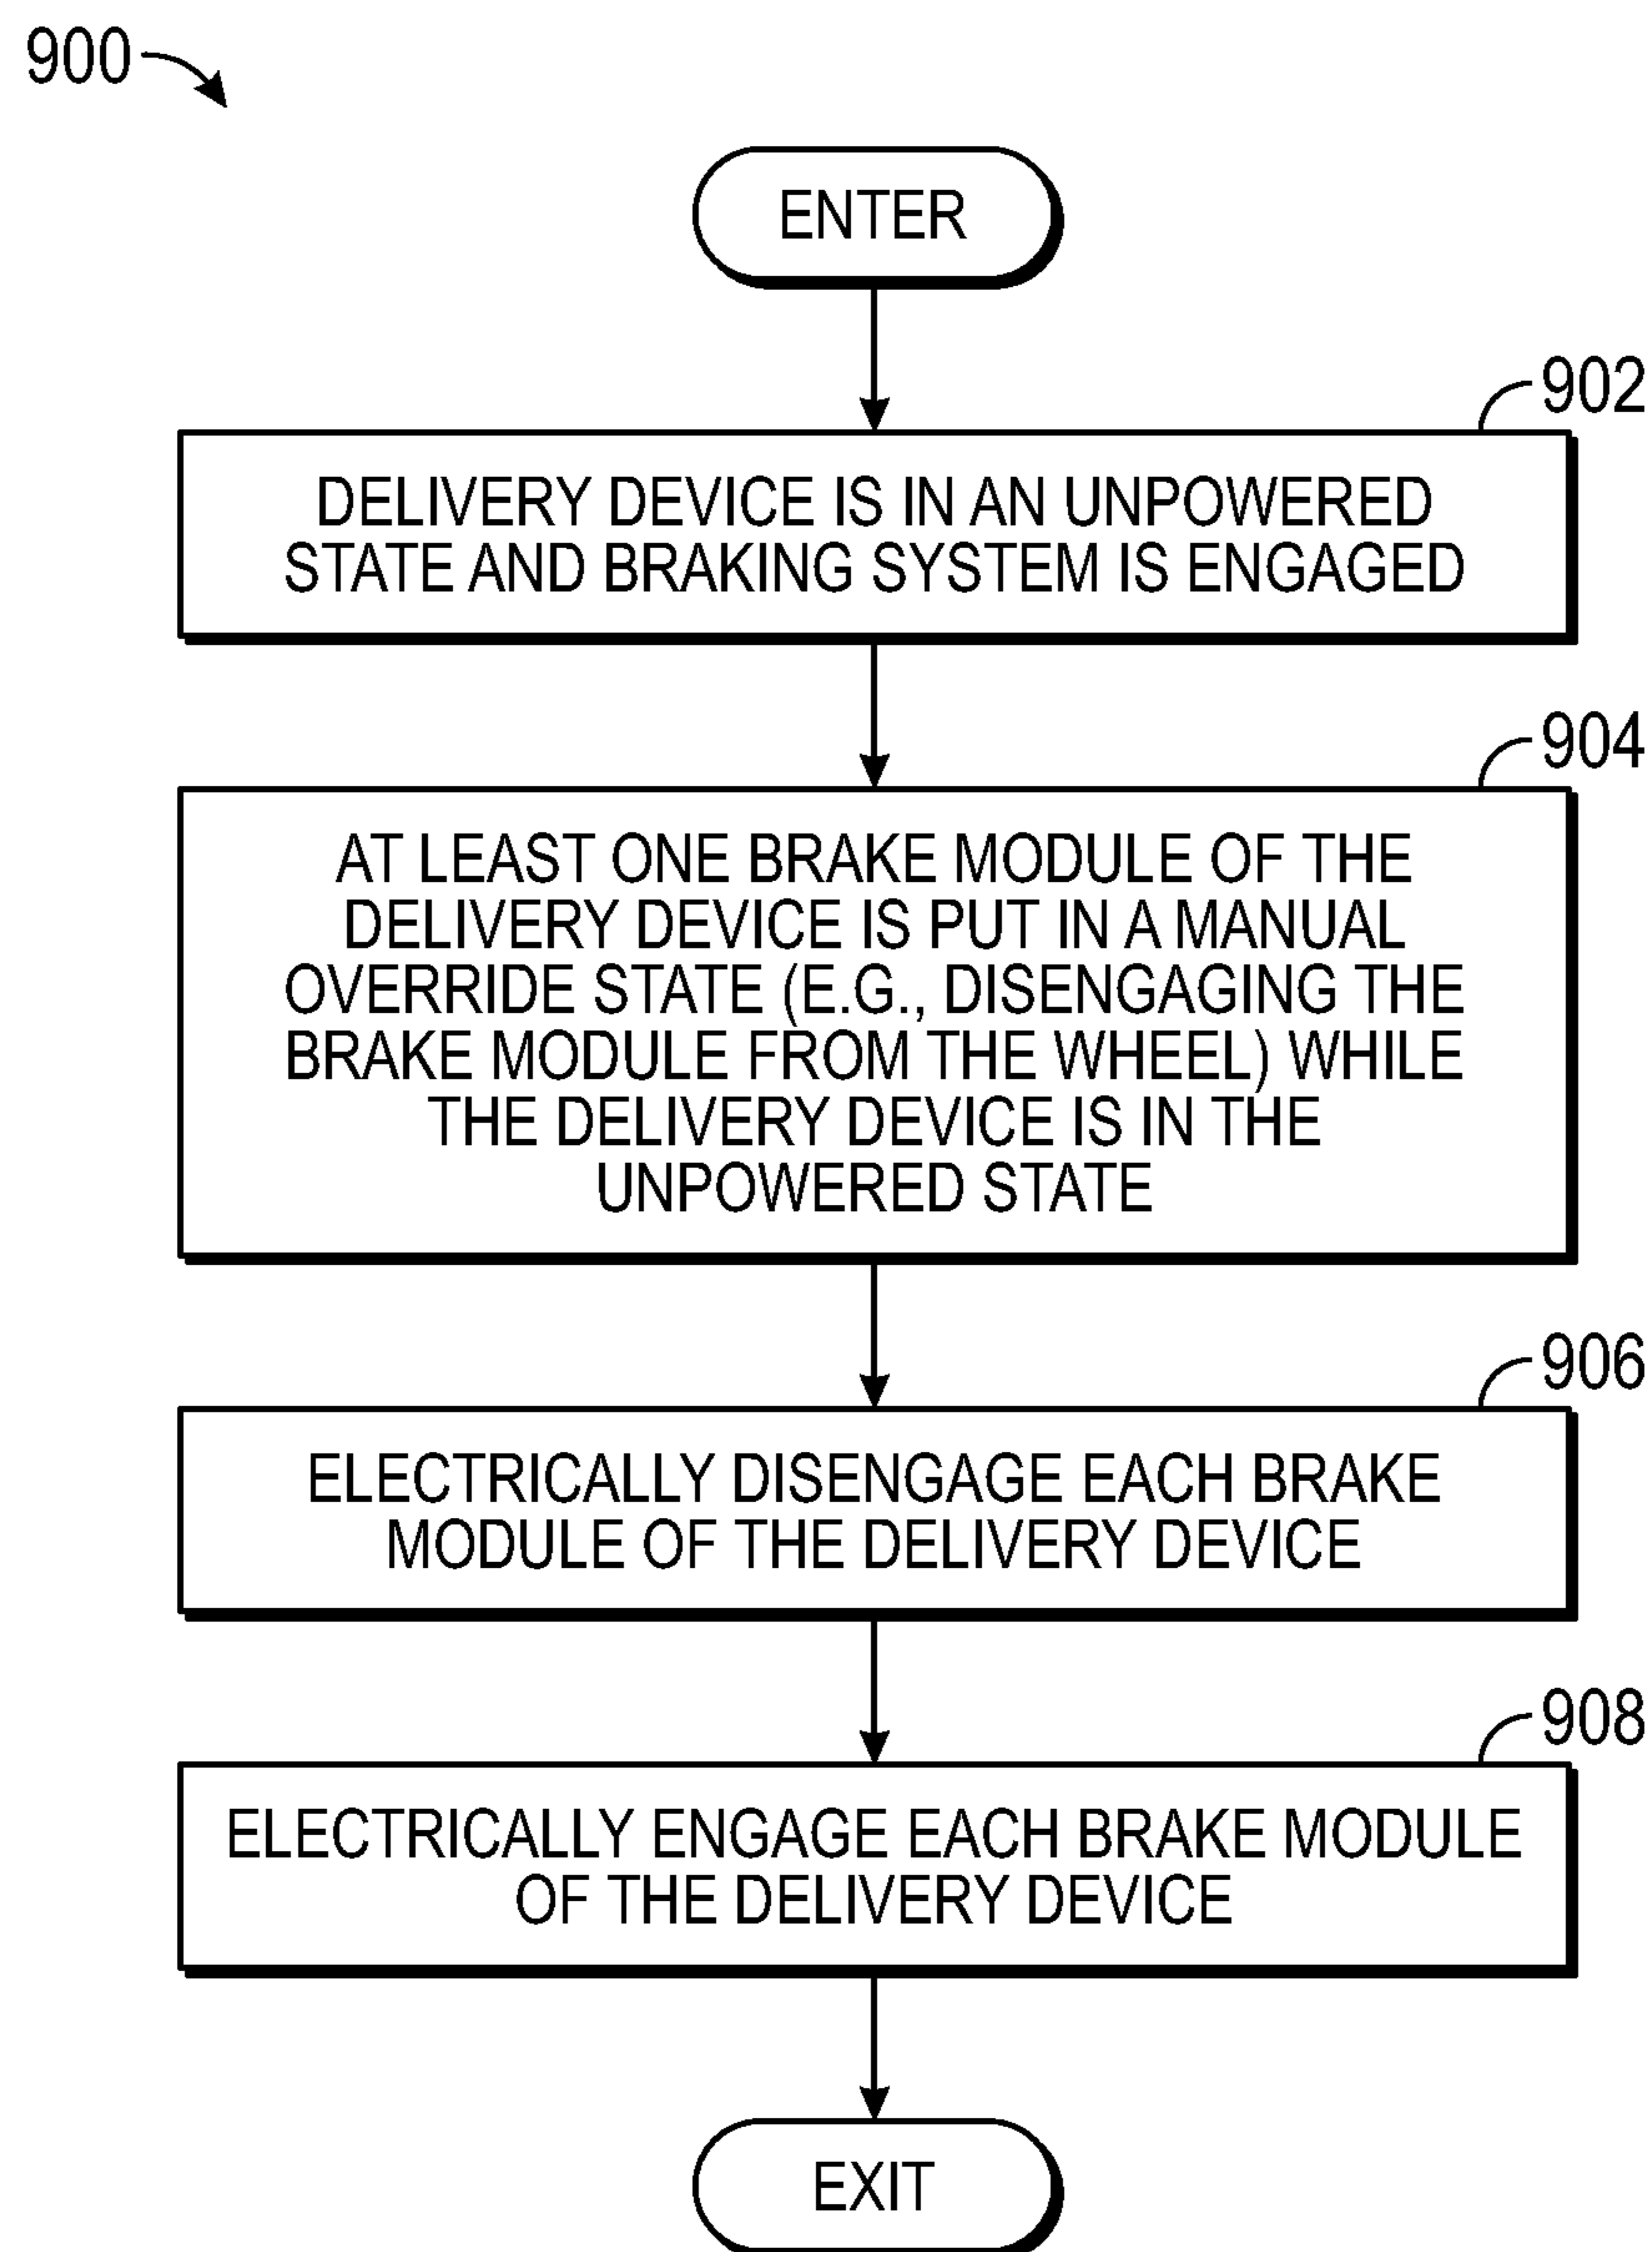 900
ENTER
902
DELIVERY DEVICE IS IN AN UNPOWERED
STATE AND BRAKING SYSTEM IS ENGAGED
904
AT LEAST ONE BRAKE MODULE OF THE
DELIVERY DEVICE IS PUT IN A MANUAL
OVERRIDE STATE (E.G., DISENGAGING THE
BRAKE MODULE FROM THE WHEEL) WHILE
THE DELIVERY DEVICE IS IN THE
UNPOWERED STATE
906
ELECTRICALLY DISENGAGE EACH BRAKE
MODULE OF THE DELIVERY DEVICE
908
ELECTRICALLY ENGAGE EACH BRAKE MODULE
OF THE DELIVERY DEVICE
EXIT